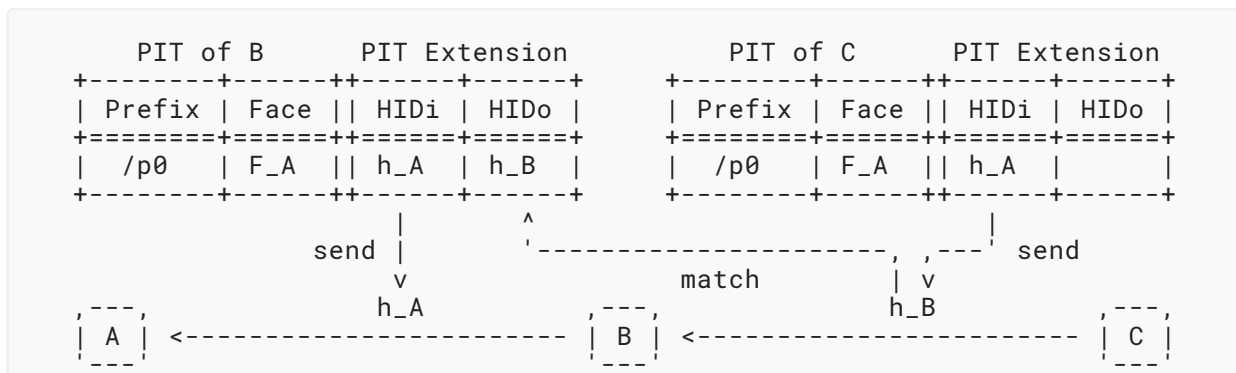 PIT of B       PIT Extension           PIT of C       PIT Extension
+--------+------++------+------+      +--------+------++------+------+
| Prefix | Face || HIDi | HIDo |      | Prefix | Face || HIDi | HIDo |
+========+======++======+======+      +========+======++======+======+
|  /p0   | F_A  || h_A  | h_B  |      |  /p0   | F_A  || h_A  |      |
+--------+------++------+------+      +--------+------++------+------+
                    |       ^                              |
               send |       '----------------------, ,---' send
                    v                 match        | v
,---,              h_A           ,---,             h_B          ,---,
| A | <------------------------- | B | <------------------------- | C |
'---'                            '---'                            '---'